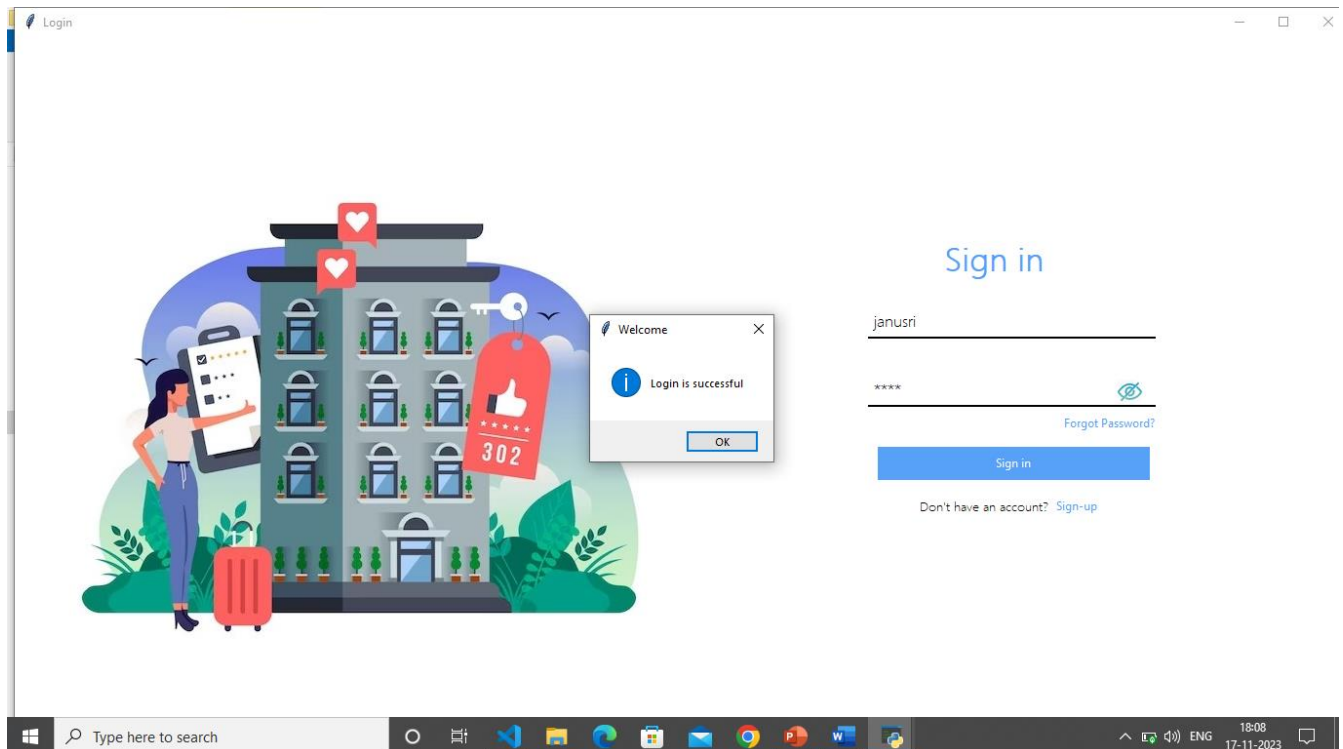 Login
Sign in
janusri
Welcome
Login is successful
OK
****
Forgot Password?
Sign in
Don't have an account? Sign-up
302
Type here to search
ENG
18:08
17-11-2023